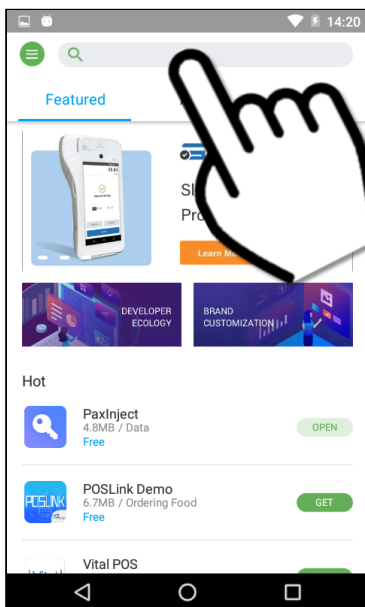 14:20
Featured
Sl
Pro
Learn M
DEVELOPER
ECOLOGY
BRAND
CUSTOMIZATION
Hot
PaxInject
4.8MB / Data
Free
OPEN
POSLink Demo
6.7MB / Ordering Food
Free
GET
POSLINK
Vital POS